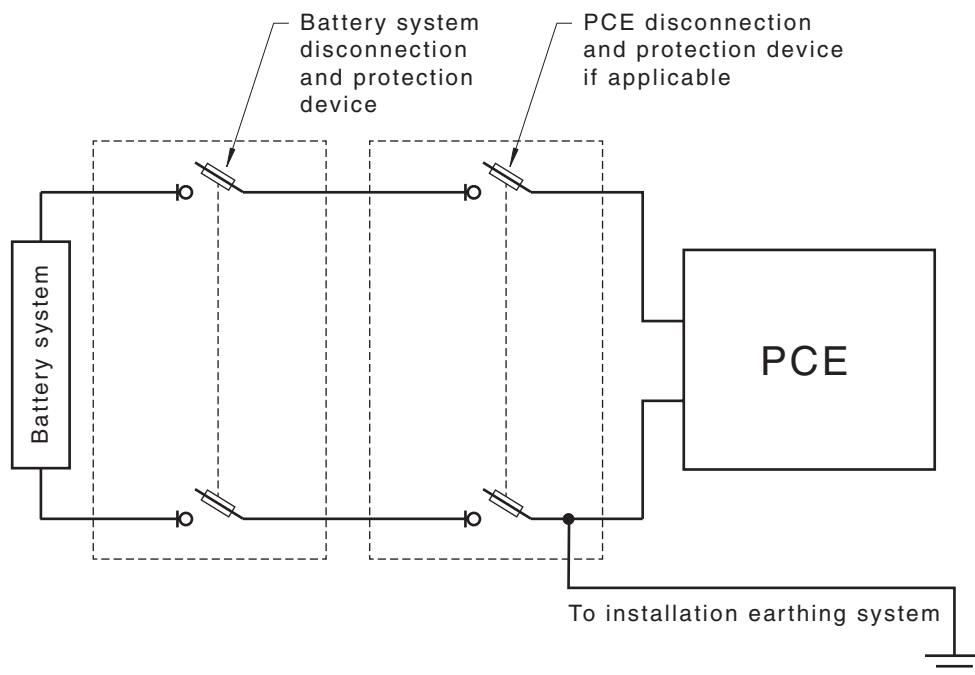 Battery system
disconnection
and protection
device
PCE disconnection
and protection device
if applicable
Battery system
PCE
To installation earthing system